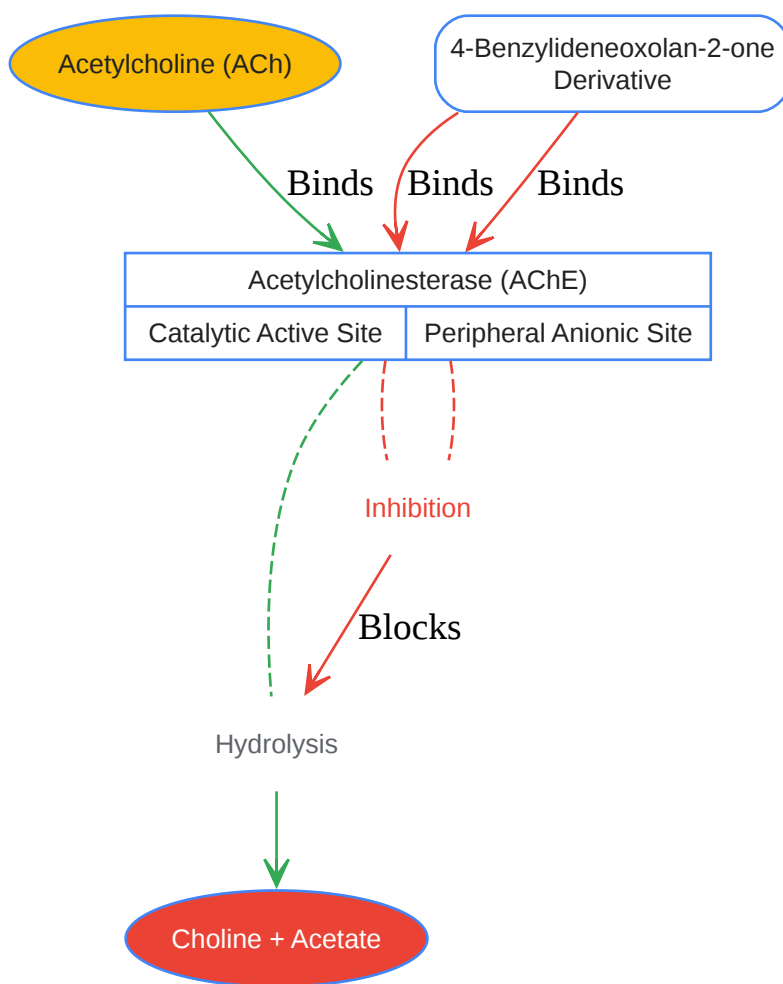 Acetylcholine (ACh)
4-Benzylideneoxolan-2-one
Derivative
Binds
Binds
Binds
Acetylcholinesterase (AChE)
Catalytic Active Site
Peripheral Anionic Site
Inhibition
Blocks
Hydrolysis
Choline + Acetate